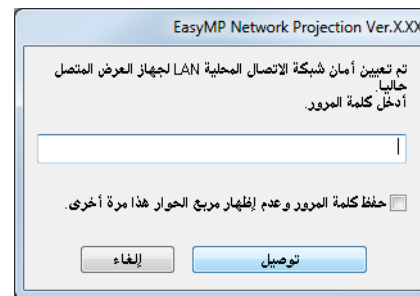 EasyMP Network Projection Ver.X.XX
تم تعيين أمان شبكة الاتصال المحلية LAN لجهاز العرض المتصل
حاليا.
أدخل كلمة المرور.
حفظ كلمة المرور وعدم إظهار مربع الحوار هذا مرة أخرى.
توصيل
إلغاء